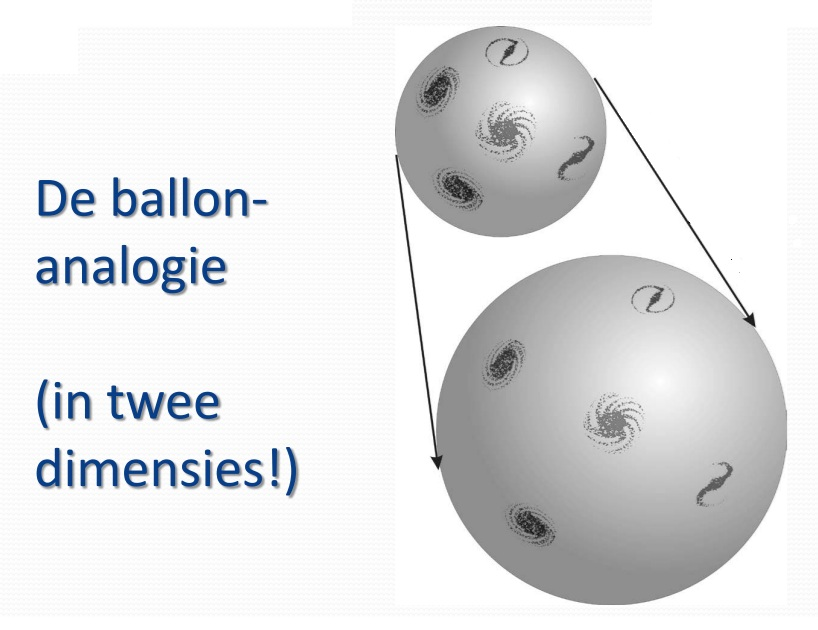 De ballon-
analogie
(in twee
dimensies!)